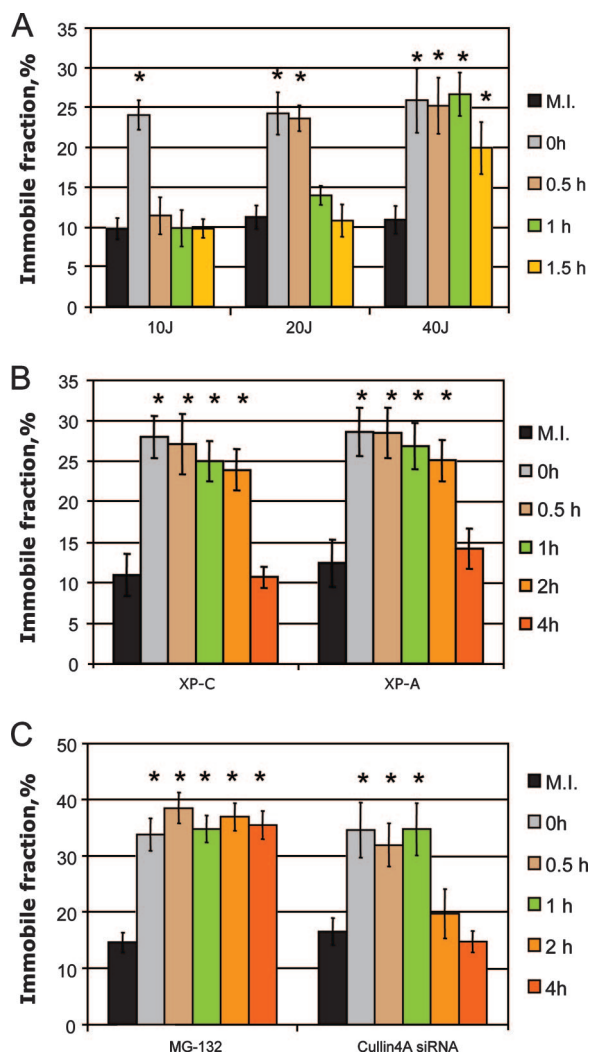 A
Immobile fraction,%
35
30
25
20
15
10
5
0
* * * * * * *
10J 20J 40J
M.I.
0h
0.5 h
1 h
1.5 h
B
Immobile fraction,%
35
30
25
20
15
10
5
0
* * * * * * * *
XP-C XP-A
M.I.
0h
0.5 h
1h
2h
4h
C
Immobile fraction,%
50
40
30
20
10
0
* * * * * * * *
MG-132 Cullin4A siRNA
M.I.
0h
0.5 h
1 h
2 h
4h